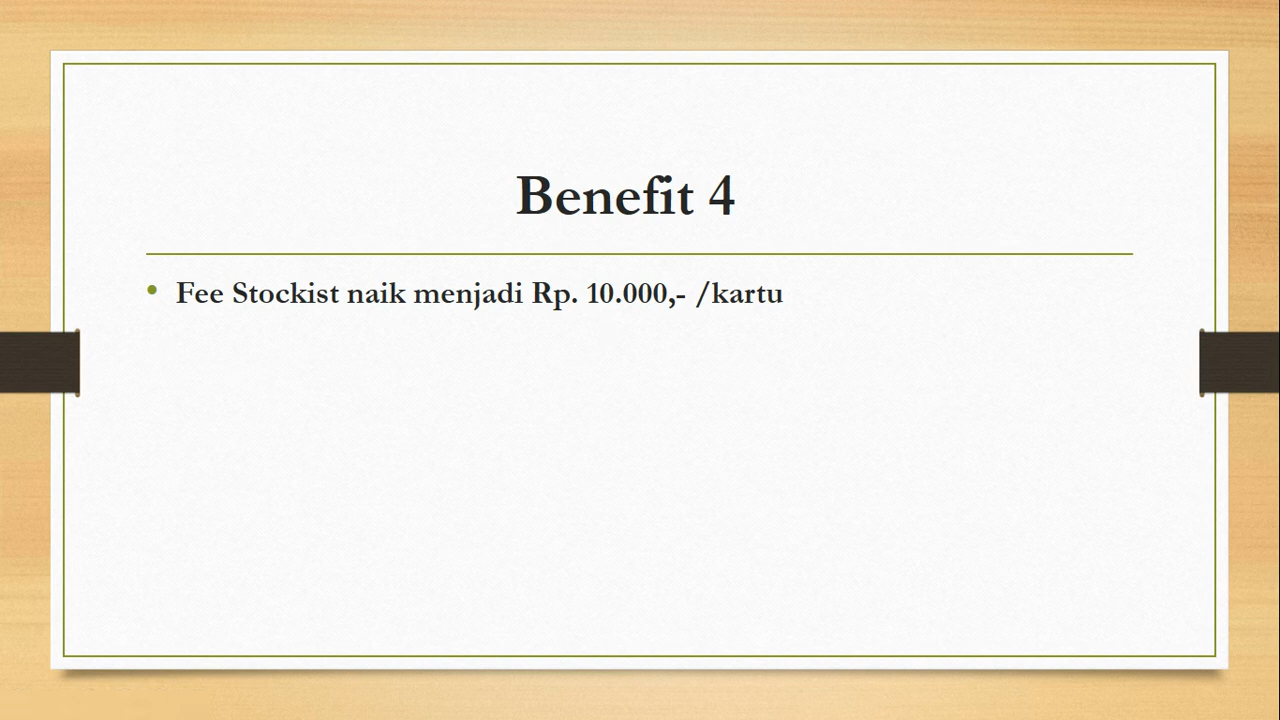 Benefit 4
• Fee Stockist naik menjadi Rp. 10.000,- /kartu